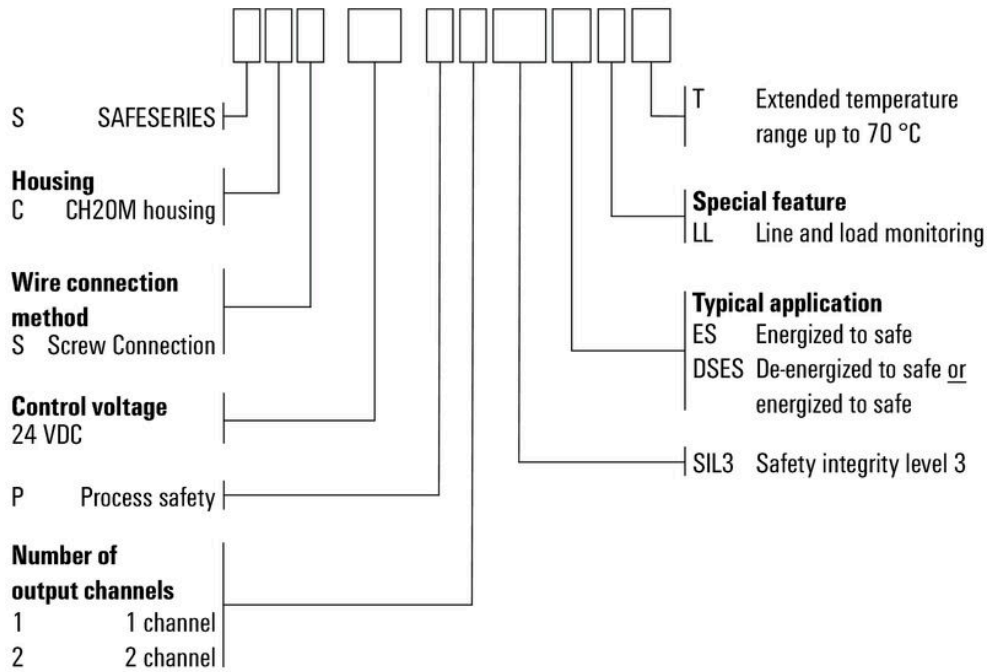 S SAFESERIES
Housing
C CH20M housing
Wire connection
method
S Screw Connection
Control voltage
24 VDC
P Process safety
Number of
output channels
1 1 channel
2 2 channel
T Extended temperature
range up to 70 °C
Special feature
LL Line and load monitoring
Typical application
ES Energized to safe
DSES De-energized to safe or
energized to safe
SIL3 Safety integrity level 3